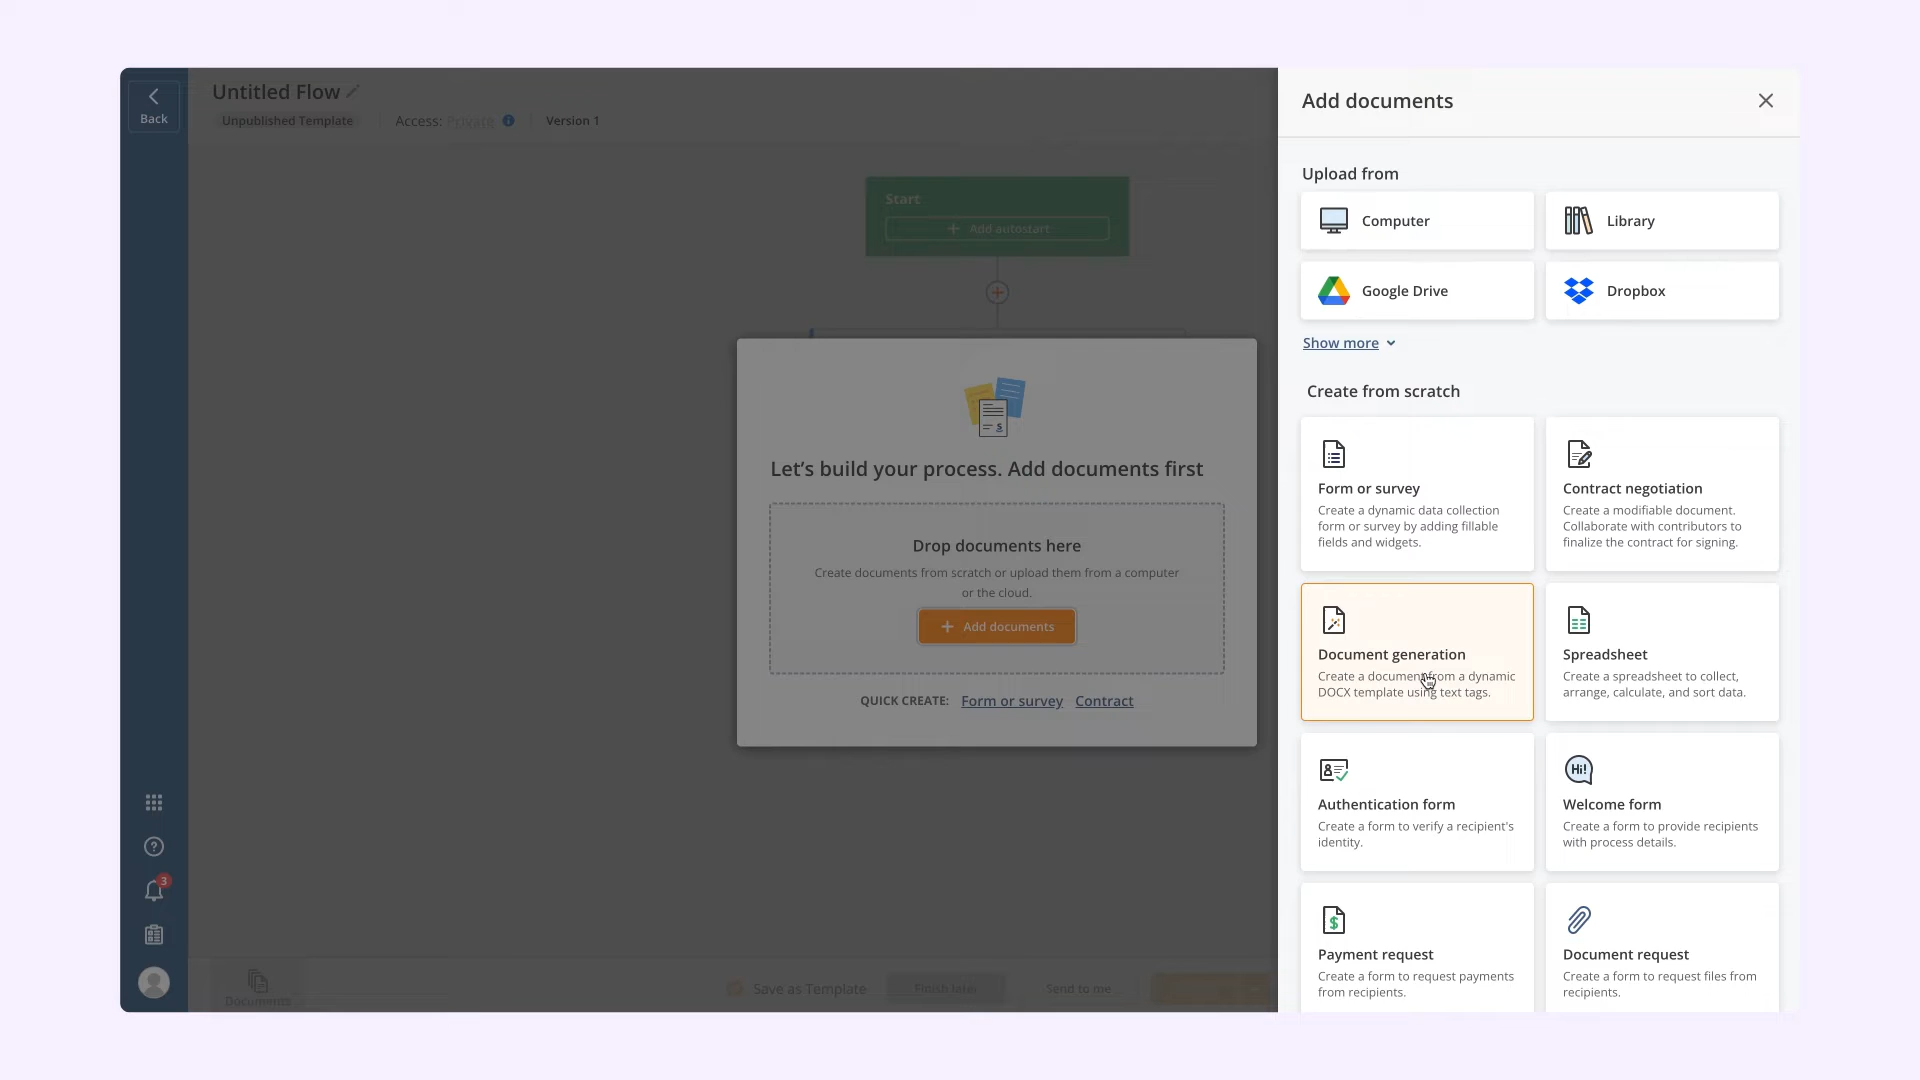 Back
Untitled Flow
Unpublished Template
Access: Private
Version 1
Start
Add autostart
Let's build your process. Add documents first
Drop documents here
Create documents from scratch or upload them from a computer
or the cloud.
Add documents
QUICK CREATE: Form or survey Contract
3
Documents
Save as Template
Finish later
Send to me
Add documents
Upload from
Computer
Library
Google Drive
Dropbox
Show more
Create from scratch
Form or survey
Create a dynamic data collection
form or survey by adding fillable
fields and widgets.
Contract negotiation
Create a modifiable document.
Collaborate with contributors to
finalize the contract for signing.
Document generation
Create a document from a dynamic
DOCX template using text tags.
Spreadsheet
Create a spreadsheet to collect,
arrange, calculate, and sort data.
Authentication form
Create a form to verify a recipient's
identity.
Hi!
Welcome form
Create a form to provide recipients
with process details.
Payment request
Create a form to request payments
from recipients.
Document request
Create a form to request files from
recipients.